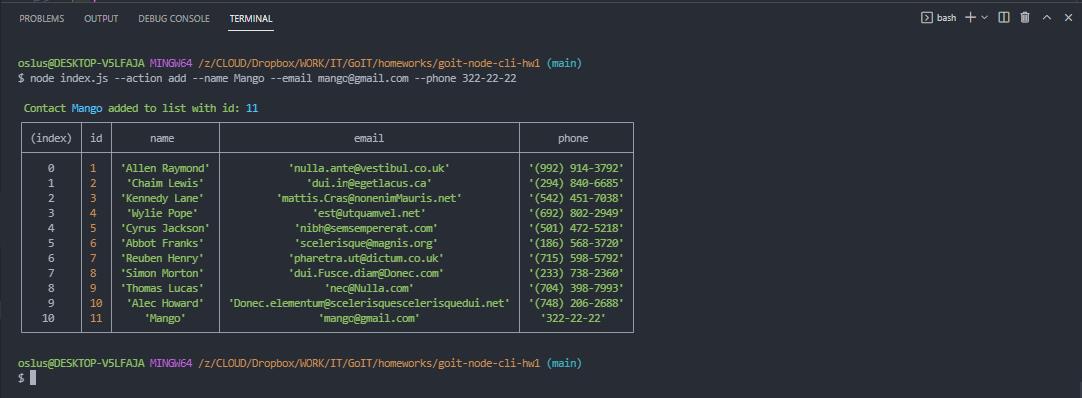 PROBLEMS OUTPUT DEBUG CONSOLE TERMINAL bash
oslus@DESKTOP-V5LFAJA MINGW64 /z/CLOUD/Dropbox/WORK/IT/GoIT/homeworks/goit-node-cli-hw1 (main)
$ node index.js --action add --name Mango --email mango@gmail.com --phone 322-22-22
Contact Mango added to list with id: 11
(index) id name email phone
0 1 'Allen Raymond' 'nulla.ante@vestibul.co.uk' '(992) 914-3792'
1 2 'Chaim Lewis' 'dui.in@egetlacus.ca' '(294) 840-6685'
2 3 'Kennedy Lane' 'mattis.Cras@nonenimMauris.net' '(542) 451-7038'
3 4 'Wylie Pope' 'est@utquamvel.net' '(692) 802-2949'
4 5 'Cyrus Jackson' 'nibh@semsempererat.com' '(501) 472-5218'
5 6 'Abbot Franks' 'scelerisque@magnis.org' '(186) 568-3720'
6 7 'Reuben Henry' 'pharetra.ut@dictum.co.uk' '(715) 598-5792'
7 8 'Simon Morton' 'dui.Fusce.diam@Donec.com' '(233) 738-2360'
8 9 'Thomas Lucas' 'nec@Nulla.com' '(704) 398-7993'
9 10 'Alec Howard' 'Donec.elementum@scelerisquescelerisquedui.net' '(748) 206-2688'
10 11 'Mango' 'mango@gmail.com' '322-22-22'
oslus@DESKTOP-V5LFAJA MINGW64 /z/CLOUD/Dropbox/WORK/IT/GoIT/homeworks/goit-node-cli-hw1 (main)
$